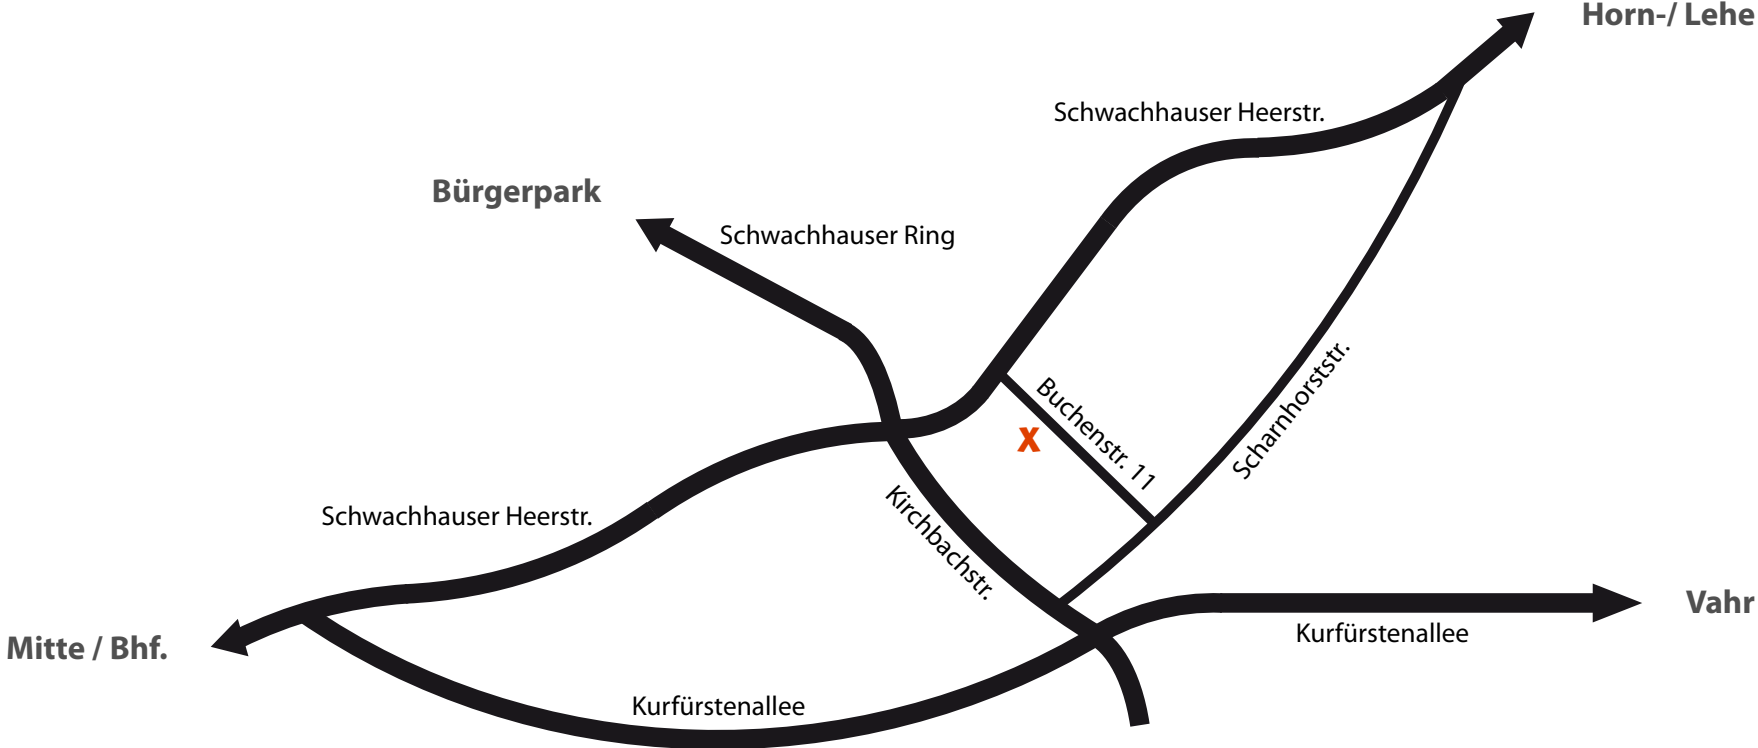 Horn-/ Lehe
Schwachhauser Heerstr.
Bürgerpark
Schwachhauser Ring
Buchenstr. 11
X
Scharnhorststr.
Kirchbachstr.
Schwachhauser Heerstr.
Vahr
Kurfürstenallee
Mitte / Bhf.
Kurfürstenallee